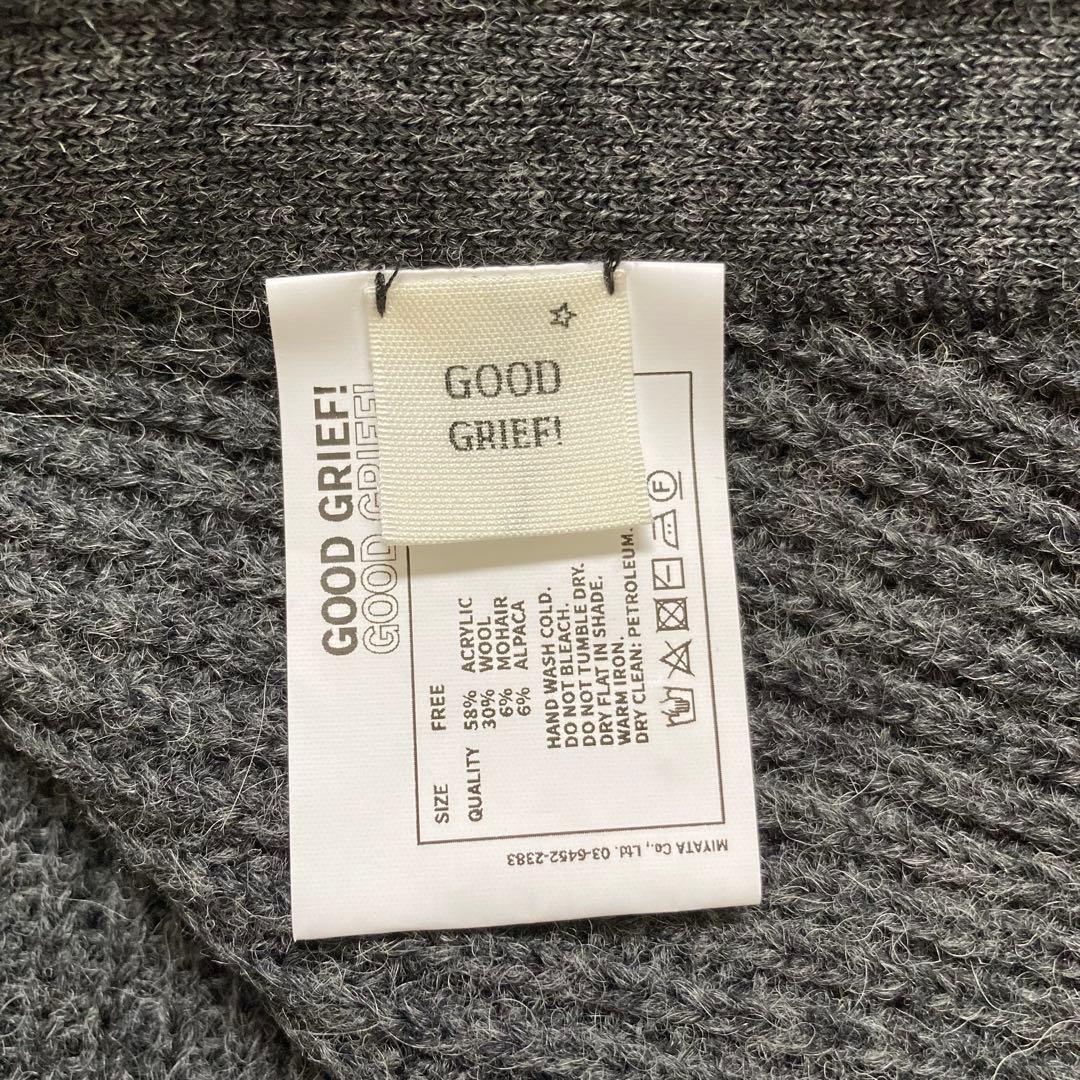 GOOD
GRIEF!
GOOD GRIEF!
GOOD GRIEF!
SIZE FREE
QUALITY 58% ACRYLIC
30% WOOL
6% MOHAIR
6% ALPACA
HAND WASH COLD.
DO NOT BLEACH.
DO NOT TUMBLE DRY.
DRY FLAT IN SHADE.
WARM IRON.
DRY CLEAN: PETROLEUM.
F
MIYATA Co., Ltd. 03-6452-2383